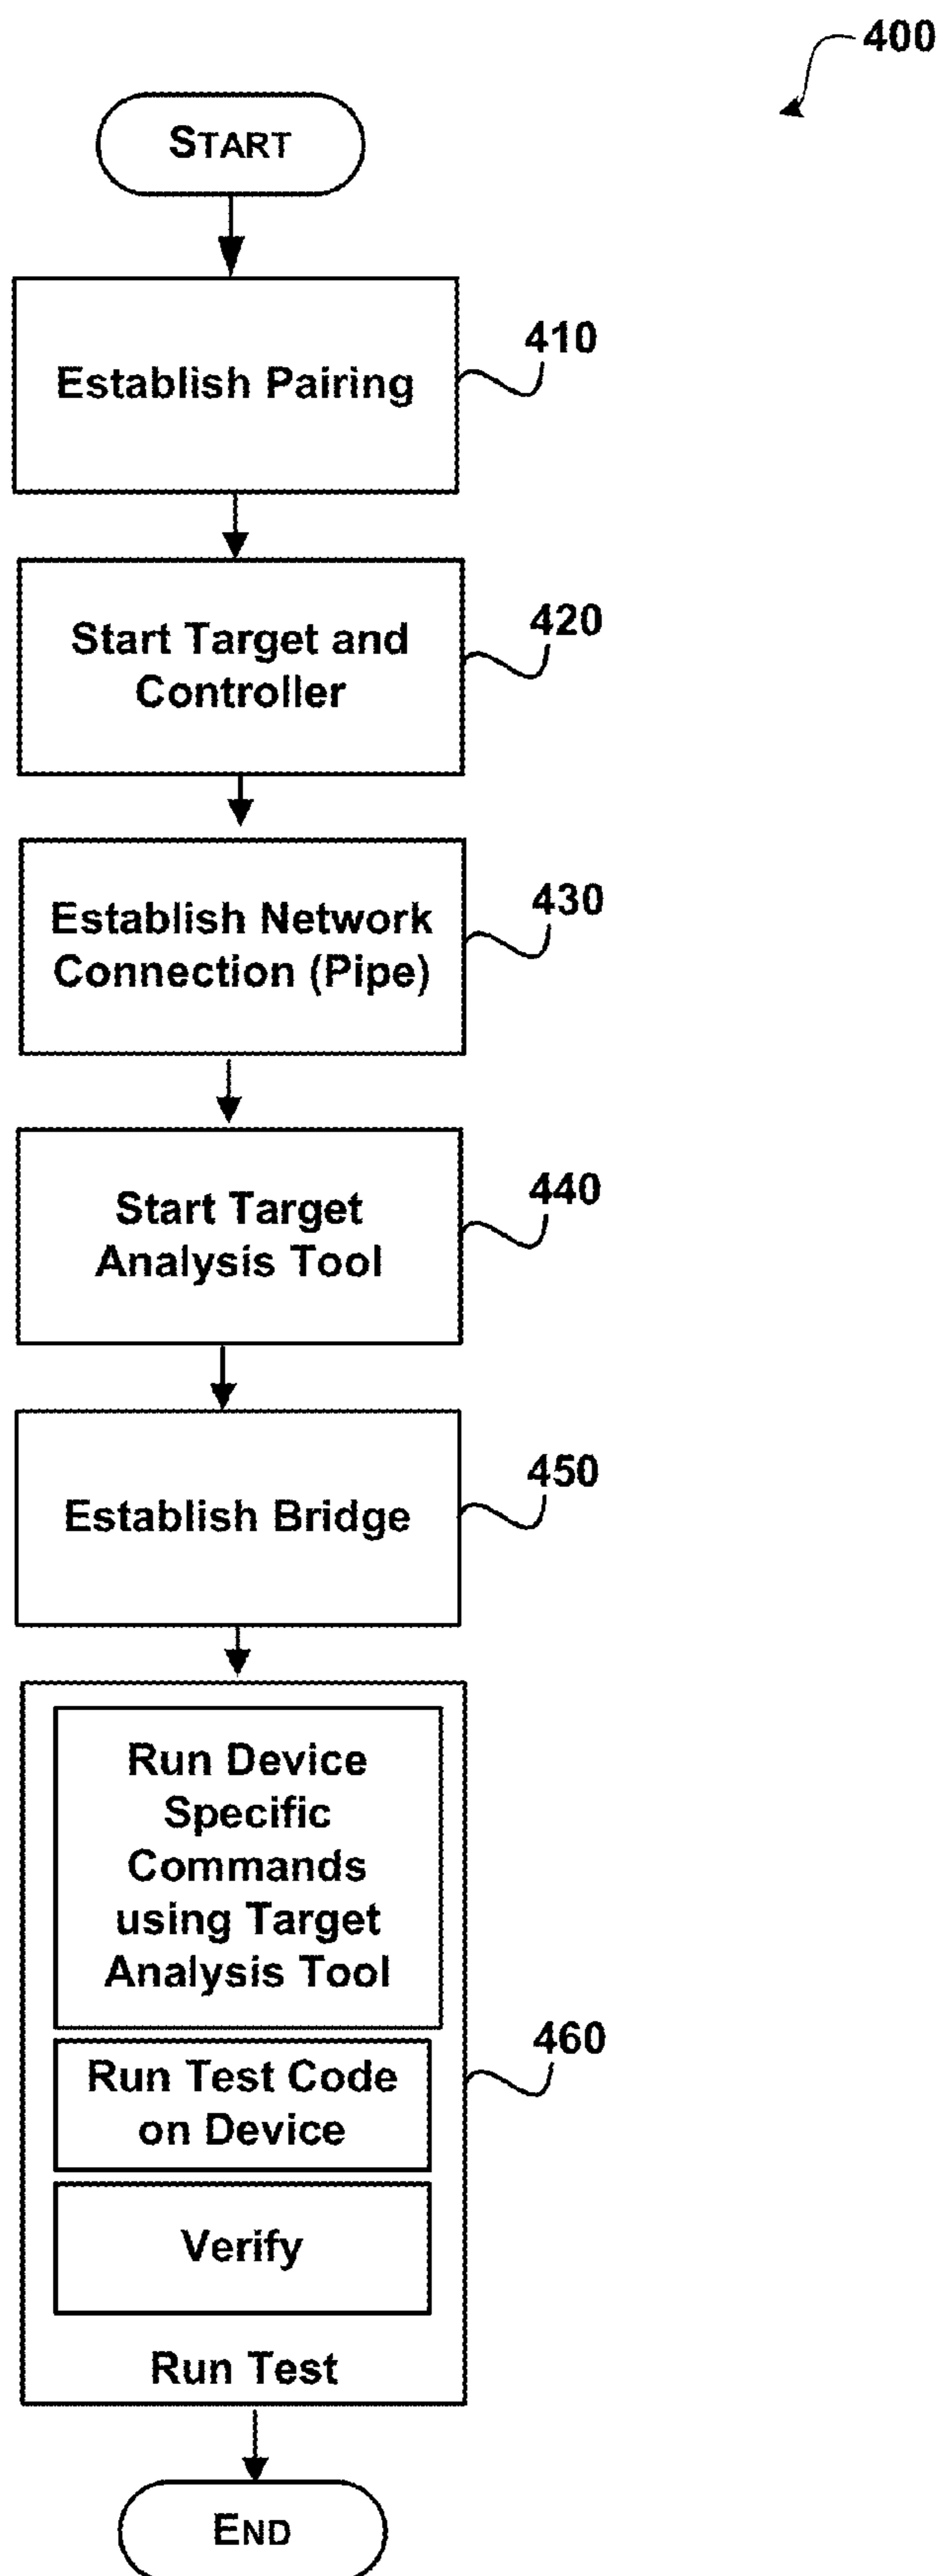 400
START
Establish Pairing
410
Start Target and
Controller
420
Establish Network
Connection (Pipe)
430
Start Target
Analysis Tool
440
Establish Bridge
450
Run Device
Specific
Commands
using Target
Analysis Tool
Run Test Code
on Device
460
Verify
Run Test
END